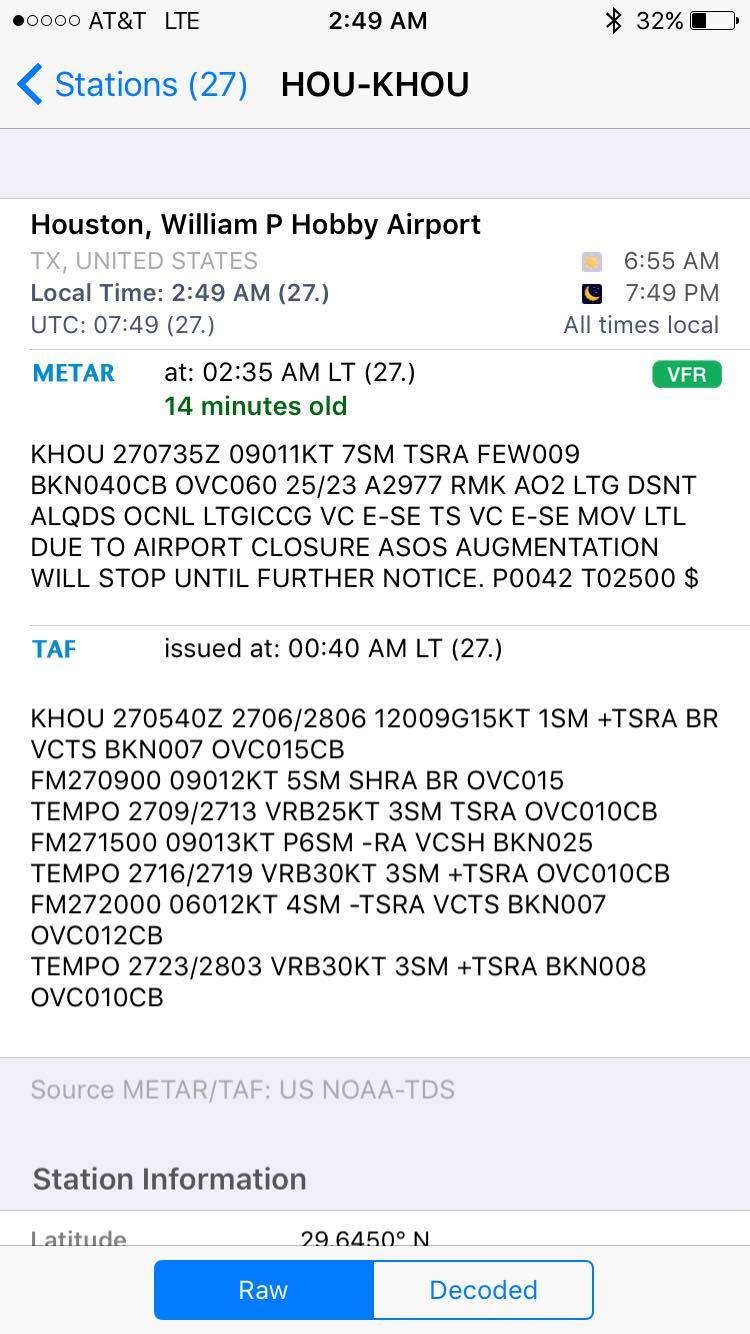 AT&T LTE 2:49 AM 32%
Stations (27) HOU-KHOU
Houston, William P Hobby Airport
TX, UNITED STATES 6:55 AM
Local Time: 2:49 AM (27.) 7:49 PM
UTC: 07:49 (27.) All times local
METAR at: 02:35 AM LT (27.) VFR
14 minutes old
KHOU 270735Z 09011KT 7SM TSRA FEW009
BKN040CB OVC060 25/23 A2977 RMK AO2 LTG DSNT
ALQDS OCNL LTGICCG VC E-SE TS VC E-SE MOV LTL
DUE TO AIRPORT CLOSURE ASOS AUGMENTATION
WILL STOP UNTIL FURTHER NOTICE. P0042 T02500 $
TAF issued at: 00:40 AM LT (27.)
KHOU 270540Z 2706/2806 12009G15KT 1SM +TSRA BR
VCTS BKN007 OVC015CB
FM270900 09012KT 5SM SHRA BR OVC015
TEMPO 2709/2713 VRB25KT 3SM TSRA OVC010CB
FM271500 09013KT P6SM -RA VCSH BKN025
TEMPO 2716/2719 VRB30KT 3SM +TSRA OVC010CB
FM272000 06012KT 4SM -TSRA VCTS BKN007
OVC012CB
TEMPO 2723/2803 VRB30KT 3SM +TSRA BKN008
OVC010CB
Source METAR/TAF: US NOAA-TDS
Station Information
Latitude 29.6450° N
Raw Decoded